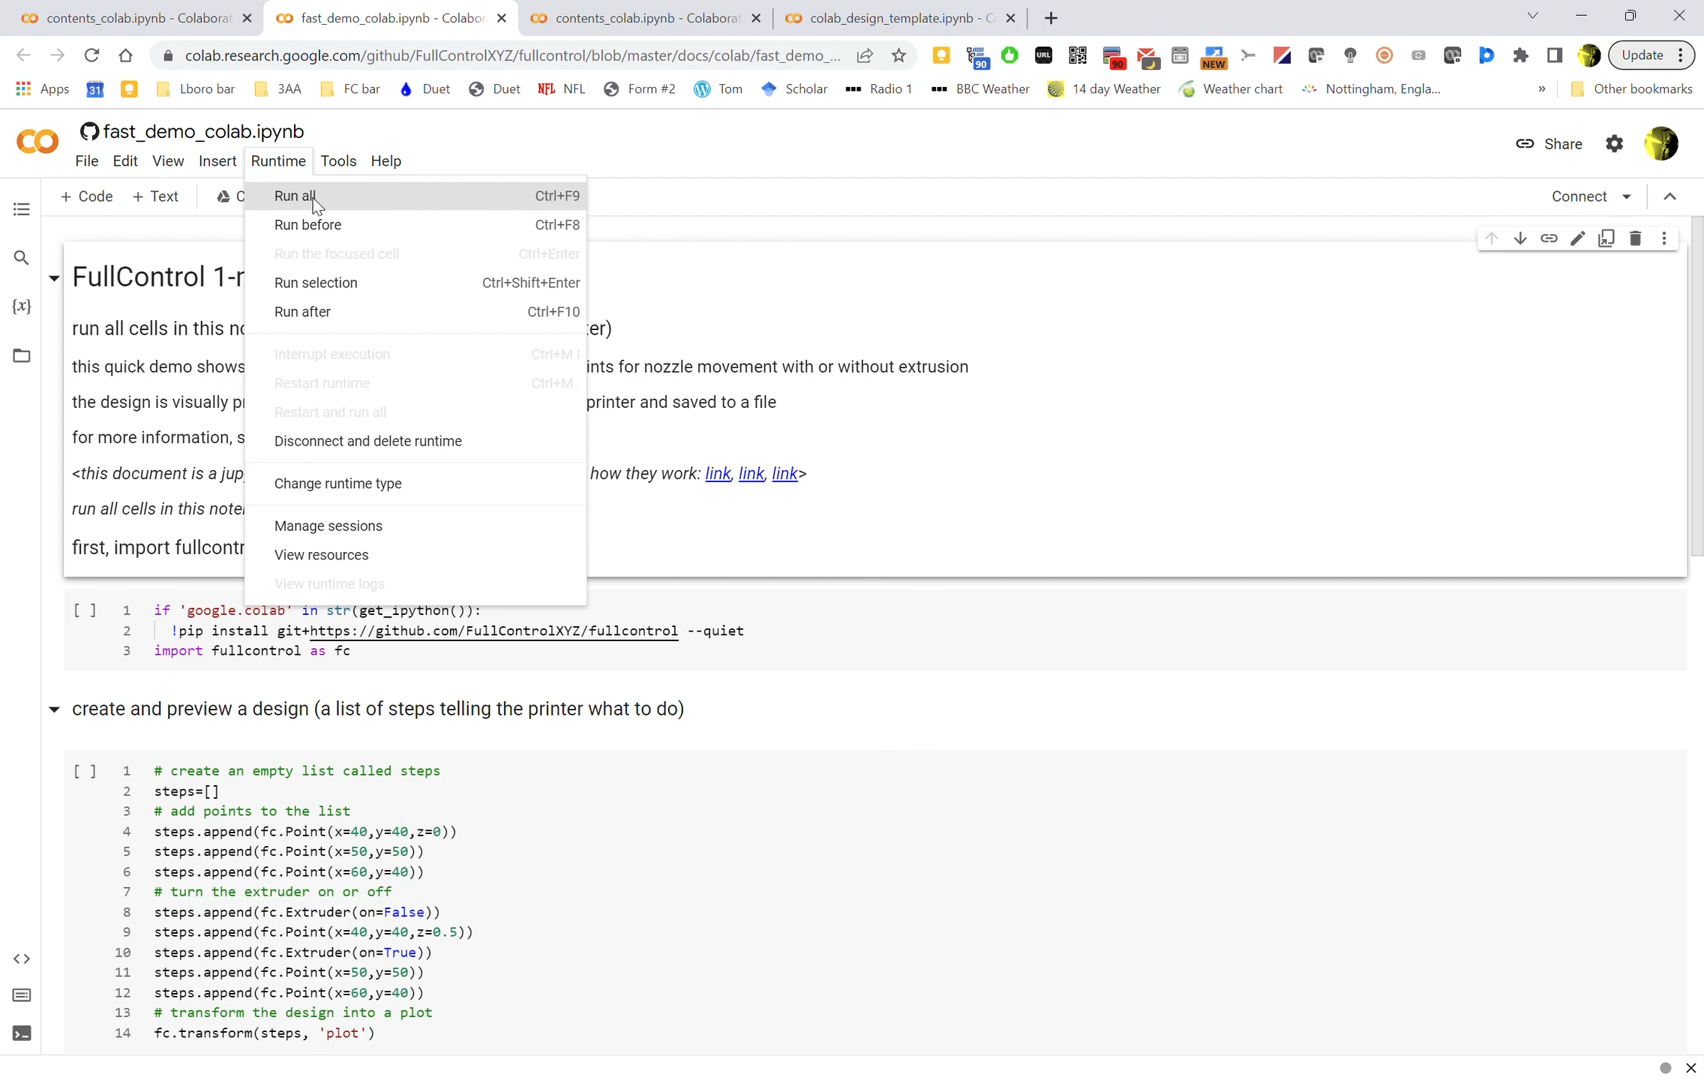 contents_colab.ipynb - Colaborat
fast_demo_colab.ipynb - Colabor
contents_colab.ipynb - Colaborat
colab_design_template.ipynb - C
colab.research.google.com/github/FullControlXYZ/fullcontrol/blob/master/docs/colab/fast_demo_...
90
URL
90
NEW
Update
Apps
31
Lboro bar
3AA
FC bar
Duet
Duet
NFL NFL
Form #2
Tom
Scholar
Radio 1
BBC Weather
14 day Weather
Weather chart
Nottingham, Engla...
»
Other bookmarks
fast_demo_colab.ipynb
File Edit View Insert Runtime Tools Help
Share
+ Code + Text
C
Connect
Run all Ctrl+F9
Run before Ctrl+F8
Run the focused cell Ctrl+Enter
Run selection Ctrl+Shift+Enter
Run after Ctrl+F10
Interrupt execution Ctrl+M I
Restart runtime Ctrl+M .
Restart and run all
Disconnect and delete runtime
Change runtime type
Manage sessions
View resources
View runtime logs
FullControl 1-
run all cells in this er)
this quick demo shows ints for nozzle movement with or without extrusion
the design is visually printer and saved to a file
for more information, s
<this document is a jup how they work: link, link, link>
run all cells in this note
first, import fullcontr
[ ] 1 if 'google.colab' in str(get_ipython()):
2 !pip install git+https://github.com/FullControlXYZ/fullcontrol --quiet
3 import fullcontrol as fc
create and preview a design (a list of steps telling the printer what to do)
[ ] 1 # create an empty list called steps
2 steps=[]
3 # add points to the list
4 steps.append(fc.Point(x=40,y=40,z=0))
5 steps.append(fc.Point(x=50,y=50))
6 steps.append(fc.Point(x=60,y=40))
7 # turn the extruder on or off
8 steps.append(fc.Extruder(on=False))
9 steps.append(fc.Point(x=40,y=40,z=0.5))
10 steps.append(fc.Extruder(on=True))
11 steps.append(fc.Point(x=50,y=50))
12 steps.append(fc.Point(x=60,y=40))
13 # transform the design into a plot
14 fc.transform(steps, 'plot')